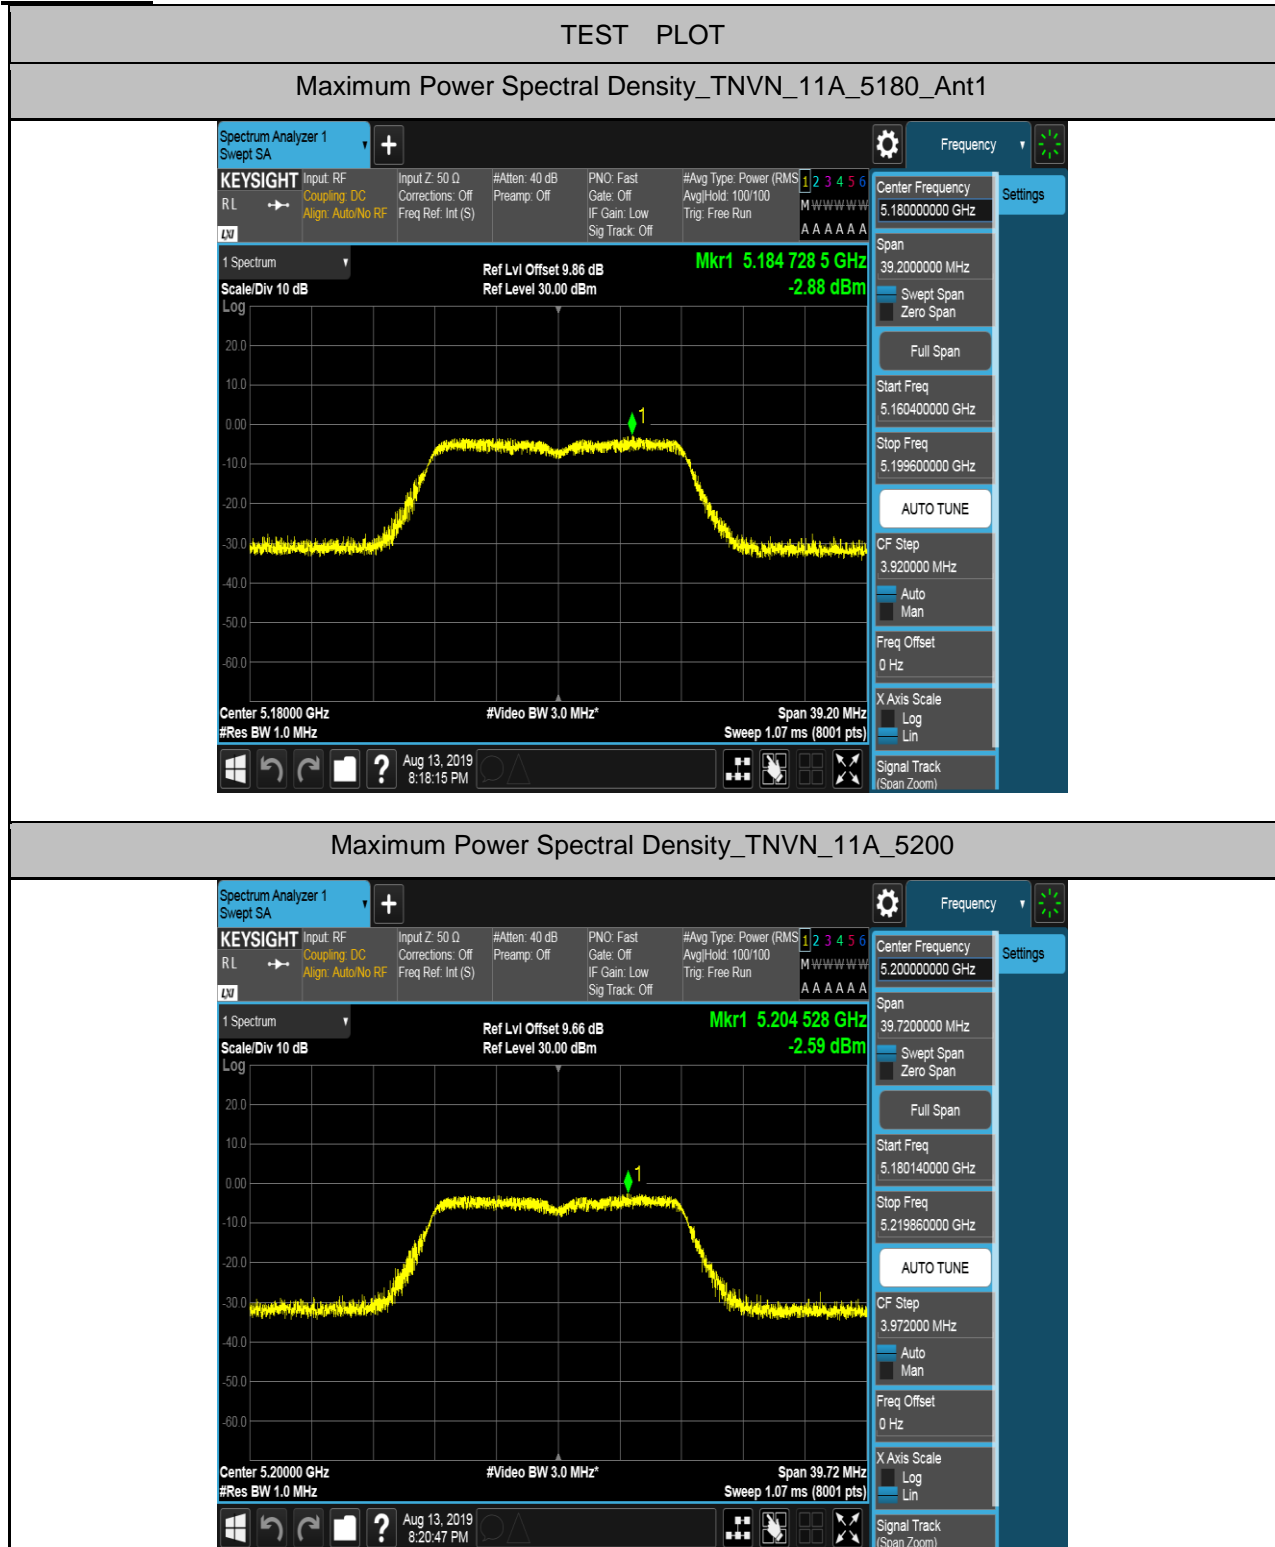 TEST PLOT
Maximum Power Spectral Density_TNVN_11A_5180_Ant1
Spectrum Analyzer 1
Swept SA
Frequency
KEYSIGHT
RL
LXI
Input: RF
Coupling: DC
Align: Auto/No RF
Input Z: 50 Ω
Corrections: Off
Freq Ref: Int (S)
#Atten: 40 dB
Preamp: Off
PNO: Fast
Gate: Off
IF Gain: Low
Sig Track: Off
#Avg Type: Power (RMS
Avg|Hold: 100/100
Trig: Free Run
1 2 3 4 5 6
M W W W W W
A A A A A A
Center Frequency
5.180000000 GHz
Settings
Span
39.2000000 MHz
Swept Span
Zero Span
Full Span
Start Freq
5.160400000 GHz
Stop Freq
5.199600000 GHz
AUTO TUNE
CF Step
3.920000 MHz
Auto
Man
Freq Offset
0 Hz
X Axis Scale
Log
Lin
Signal Track
(Span Zoom)
1 Spectrum
Scale/Div 10 dB
Log
Ref Lvl Offset 9.86 dB
Ref Level 30.00 dBm
Mkr1 5.184 728 5 GHz
-2.88 dBm
1
20.0
10.0
0.00
-10.0
-20.0
-30.0
-40.0
-50.0
-60.0
Center 5.18000 GHz
#Res BW 1.0 MHz
#Video BW 3.0 MHz*
Span 39.20 MHz
Sweep 1.07 ms (8001 pts)
?
Aug 13, 2019
8:18:15 PM
Maximum Power Spectral Density_TNVN_11A_5200
Spectrum Analyzer 1
Swept SA
Frequency
KEYSIGHT
RL
LXI
Input: RF
Coupling: DC
Align: Auto/No RF
Input Z: 50 Ω
Corrections: Off
Freq Ref: Int (S)
#Atten: 40 dB
Preamp: Off
PNO: Fast
Gate: Off
IF Gain: Low
Sig Track: Off
#Avg Type: Power (RMS
Avg|Hold: 100/100
Trig: Free Run
1 2 3 4 5 6
M W W W W W
A A A A A A
Center Frequency
5.200000000 GHz
Settings
Span
39.7200000 MHz
Swept Span
Zero Span
Full Span
Start Freq
5.180140000 GHz
Stop Freq
5.219860000 GHz
AUTO TUNE
CF Step
3.972000 MHz
Auto
Man
Freq Offset
0 Hz
X Axis Scale
Log
Lin
Signal Track
(Span Zoom)
1 Spectrum
Scale/Div 10 dB
Log
Ref Lvl Offset 9.66 dB
Ref Level 30.00 dBm
Mkr1 5.204 528 GHz
-2.59 dBm
1
20.0
10.0
0.00
-10.0
-20.0
-30.0
-40.0
-50.0
-60.0
Center 5.20000 GHz
#Res BW 1.0 MHz
#Video BW 3.0 MHz*
Span 39.72 MHz
Sweep 1.07 ms (8001 pts)
?
Aug 13, 2019
8:20:47 PM